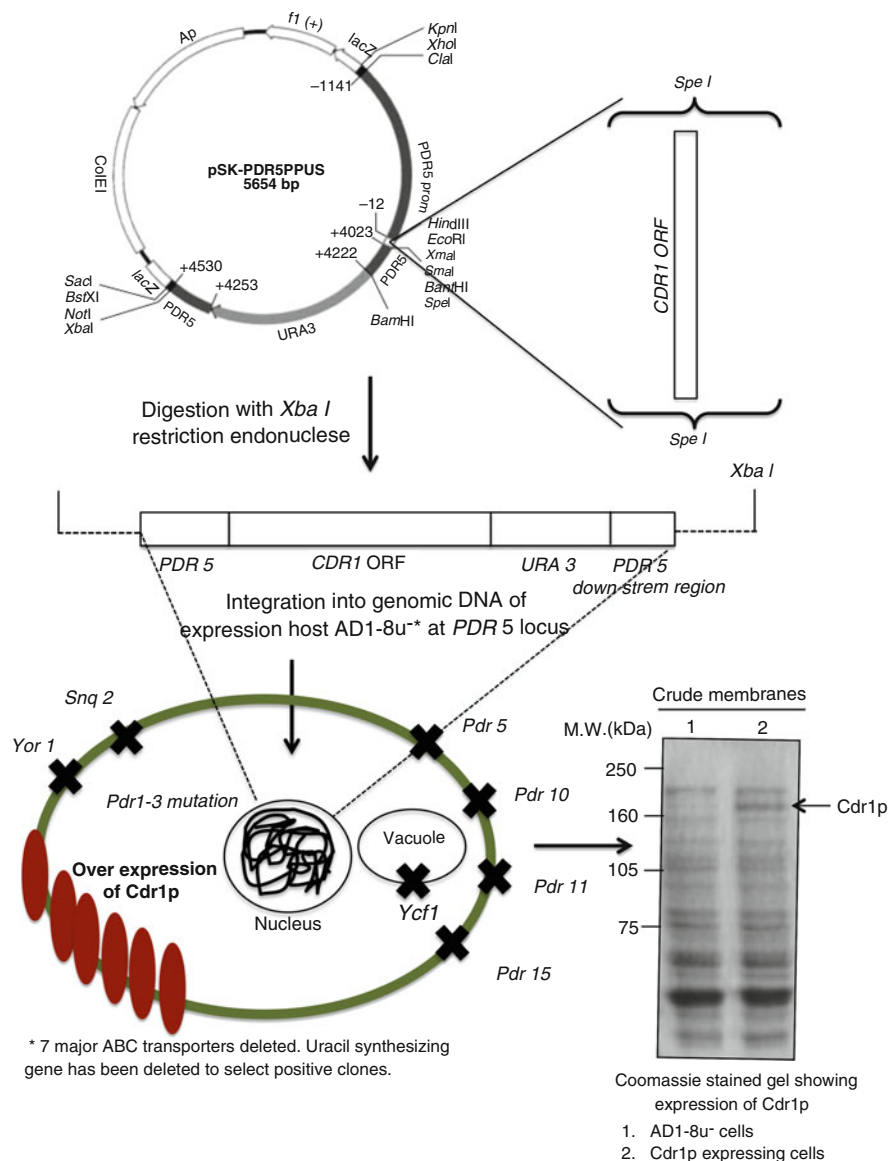 Ap
f1 (+)
lacZ
KpnI
XhoI
ClaI
−1141
ColEI
pSK-PDR5PPUS
5654 bp
PDR5 prom
−12
+4023
+4222
HindIII
EcoRI
XmaI
SmaI
BamHI
SpeI
PDR5
BamHI
URA3
+4253
+4530
PDR5
lacZ
SacI
BstXI
NotI
XbaI
Spe I
CDR1 ORF
Spe I
Digestion with Xba I
restriction endonuclese
Xba I
PDR 5
CDR1 ORF
URA 3
PDR 5
down strem region
Integration into genomic DNA of
expression host AD1-8u-* at PDR 5 locus
Snq 2
Yor 1
Pdr 5
Pdr 10
Pdr 11
Pdr 15
Pdr1-3 mutation
Over expression
of Cdr1p
Nucleus
Vacuole
Ycf1
Crude membranes
M.W.(kDa)
1
2
250
160
105
75
Cdr1p
* 7 major ABC transporters deleted. Uracil synthesizing
gene has been deleted to select positive clones.
Coomassie stained gel showing
expression of Cdr1p
1. AD1-8u- cells
2. Cdr1p expressing cells